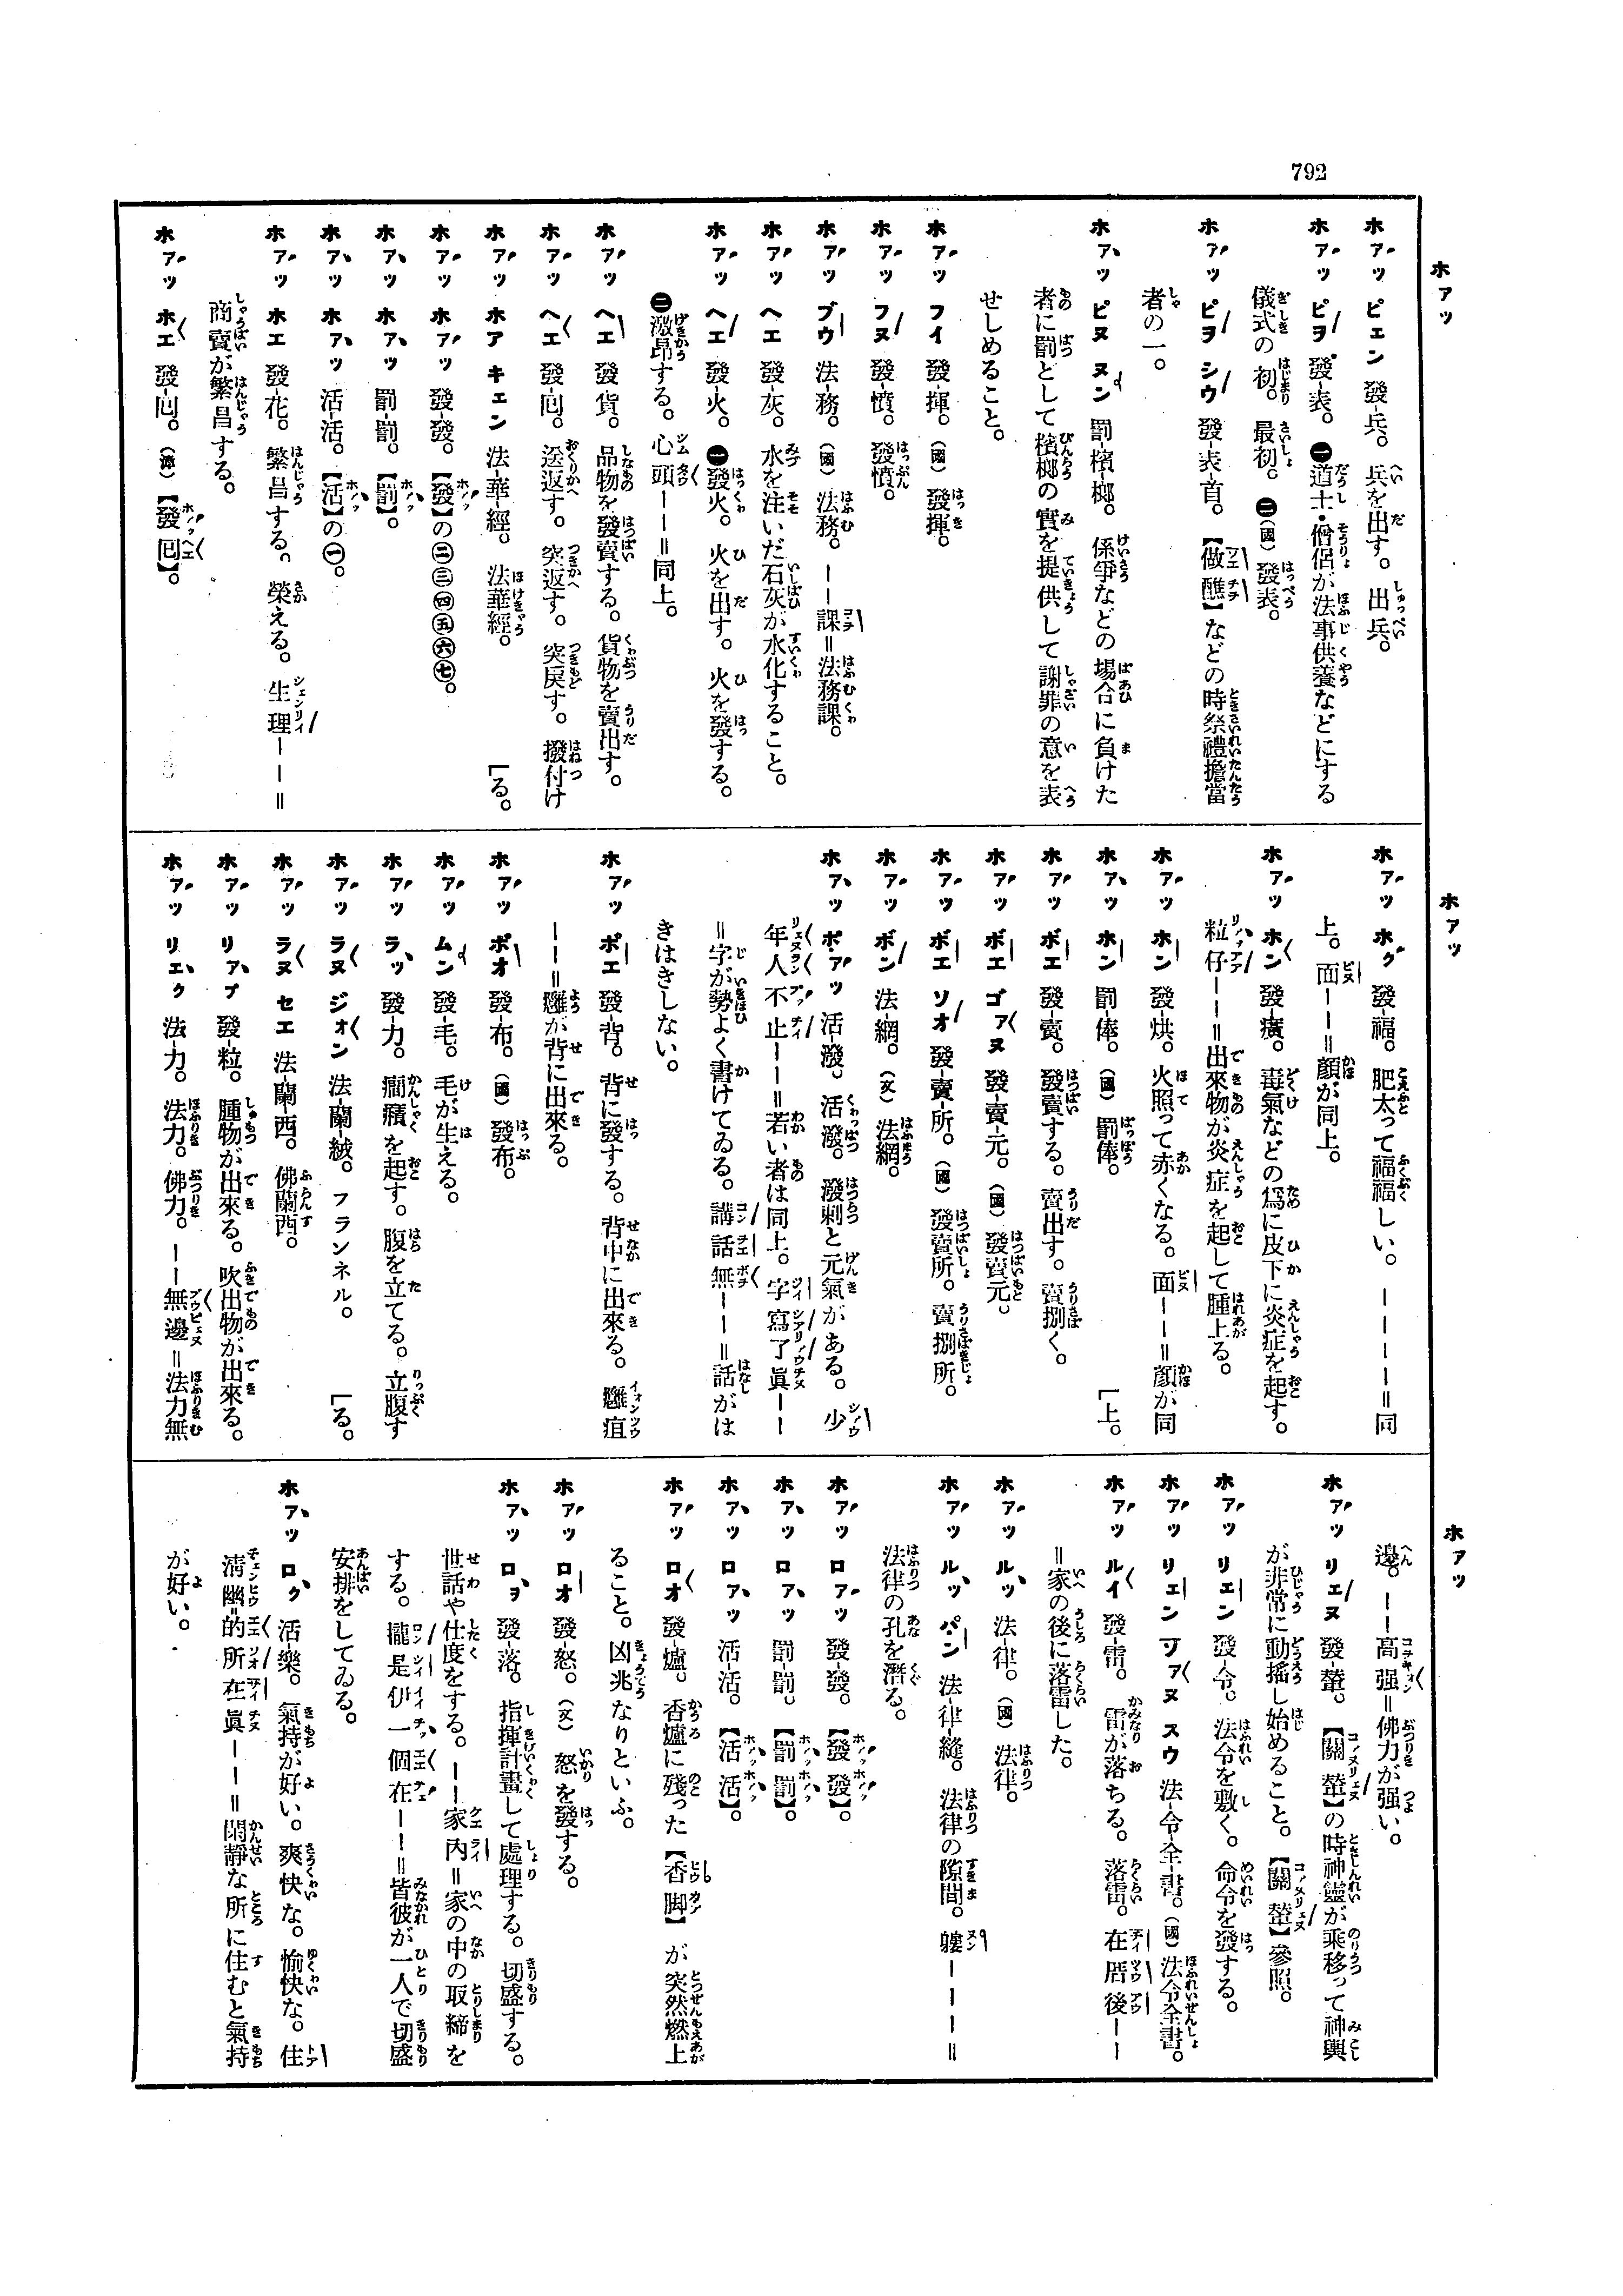 792
ホアッ
ホアッ ピエン 發-兵。兵を出す。出兵。
ホアッ ピヲ 發-表。㊀道士・僧侶が法事供養などにする
儀式の初。最初。㊁(國)發表。
ホアッ ピヲ シウ 發-表-首。【做醮】などの時祭禮擔當
者の一。
ホアッ ピヌ ヌン 罰-檳-榔。係爭などの場合に負けた
者に罰として檳榔の實を提供して謝罪の意を表
せしめること。
ホアッ フイ 發-揮。(國)發揮。
ホアッ フヌ 發-憤。發憤。
ホアッ ブウ 法-務。(國)法務。——課=法務課。
ホアッ ヘエ 發-灰。水を注いだ石灰が水化すること。
ホアッ ヘエ 發-火。㊀發火。火を出す。火を發する。
㊁激昂する。心頭——=同上。
ホアッ ヘエ 發-貨。品物を發賣する。貨物を賣出す。
ホアッ ヘエ 發-囘。送返す。突返す。突戾す。撥付け
[る。
ホアッ ホア キェン 法-華-經。法華經。
ホアッ ホアッ 發-發。【發】の㊁㊂㊃㊄㊅㊆。
ホアッ ホアッ 罰-罰。【罰】。
ホアッ ホアッ 活-活。【活】の㊀。
ホアッ ホエ 發-花。繁昌する。榮える。生理——=
商賣が繁昌する。
ホアッ ホエ 發-囘。(漳)【發囘】。
ホアッ
ホアッ ホク 發-福。肥太って福福しい。————=同
上。面——=顏が同上。
ホアッ ホン 發-癀。毒氣などの爲に皮下に炎症を起す。
粒仔——=出來物が炎症を起して腫上る。
ホアッ ホン 發-烘。火照って赤くなる。面——=顏が同
[上。
ホアッ ホン 罰-俸。(國)罰俸。
ホアッ ボエ 發-賣。發賣する。賣出す。賣捌く。
ホアッ ボエ ゴァヌ 發-賣-元。(國)發賣元。
ホアッ ボエ ソオ 發-賣-所。(國)發賣所。賣捌所。
ホアッ ボン 法-網。(文)法網。
ホアッ ポアッ 活-潑。活潑。潑剌と元氣がある。少
年人不止——=若い者は同上。字寫了眞——
=字が勢よく書けてゐる。講話無——=話がは
きはきしない。
ホアッ ポエ 發-背。背に發する。背中に出來る。癰疽
——=癰が背に出來る。
ホアッ ポオ 發-布。(國)發布。
ホアッ ムン 發-毛。毛が生える。
ホアッ ラッ 發-力。癎癪を起す。腹を立てる。立腹す
[る。
ホアッ ラヌ ジォン 法-蘭-絨。フランネル。
ホアッ ラヌ セエ 法-蘭-西。佛蘭西。
ホアッ リァプ 發-粒。腫物が出來る。吹出物が出來る。
ホアッ リェク 法-力。法力。佛力。——無邊=法力無
ホアッ
邊。——高强=佛力が强い。
ホアッ リェヌ 發-輦。【關輦】の時神靈が乘移って神輿
が非常に動搖し始めること。【關輦】參照。
ホアッ リェン 發-令。法令を敷く。命令を發する。
ホアッ リェン ツァヌ スウ 法-令-全-書。(國)法令全書。
ホアッ ルイ 發-雷。雷が落ちる。落雷。在厝後——
=家の後に落雷した。
ホアッ ルッ 法-律。(國)法律。
ホアッ ルッ パン 法-律-縫。法律の隙間。軁————=
法律の孔を潛る。
ホアッ ロアッ 發-發。【發發】。
ホアッ ロアッ 罰-罰。【罰罰】。
ホアッ ロアッ 活-活。【活活】。
ホアッ ロオ 發-爐。香爐に殘った【香脚】が突然燃上
ること。凶兆なりといふ。
ホアッ ロオ 發-怒。(文)怒を發する。
ホアッ ロヲ 發-落。指揮計畫して處理する。切盛する。
世話や仕度をする。——家內=家の中の取締を
する。攏是伊一個在——=皆彼が一人で切盛
安排をしてゐる。
ホアッ ロク 活-樂。氣持が好い。爽快な。愉快な。住
淸幽的所在眞——=閑靜な所に住むと氣持
が好い。